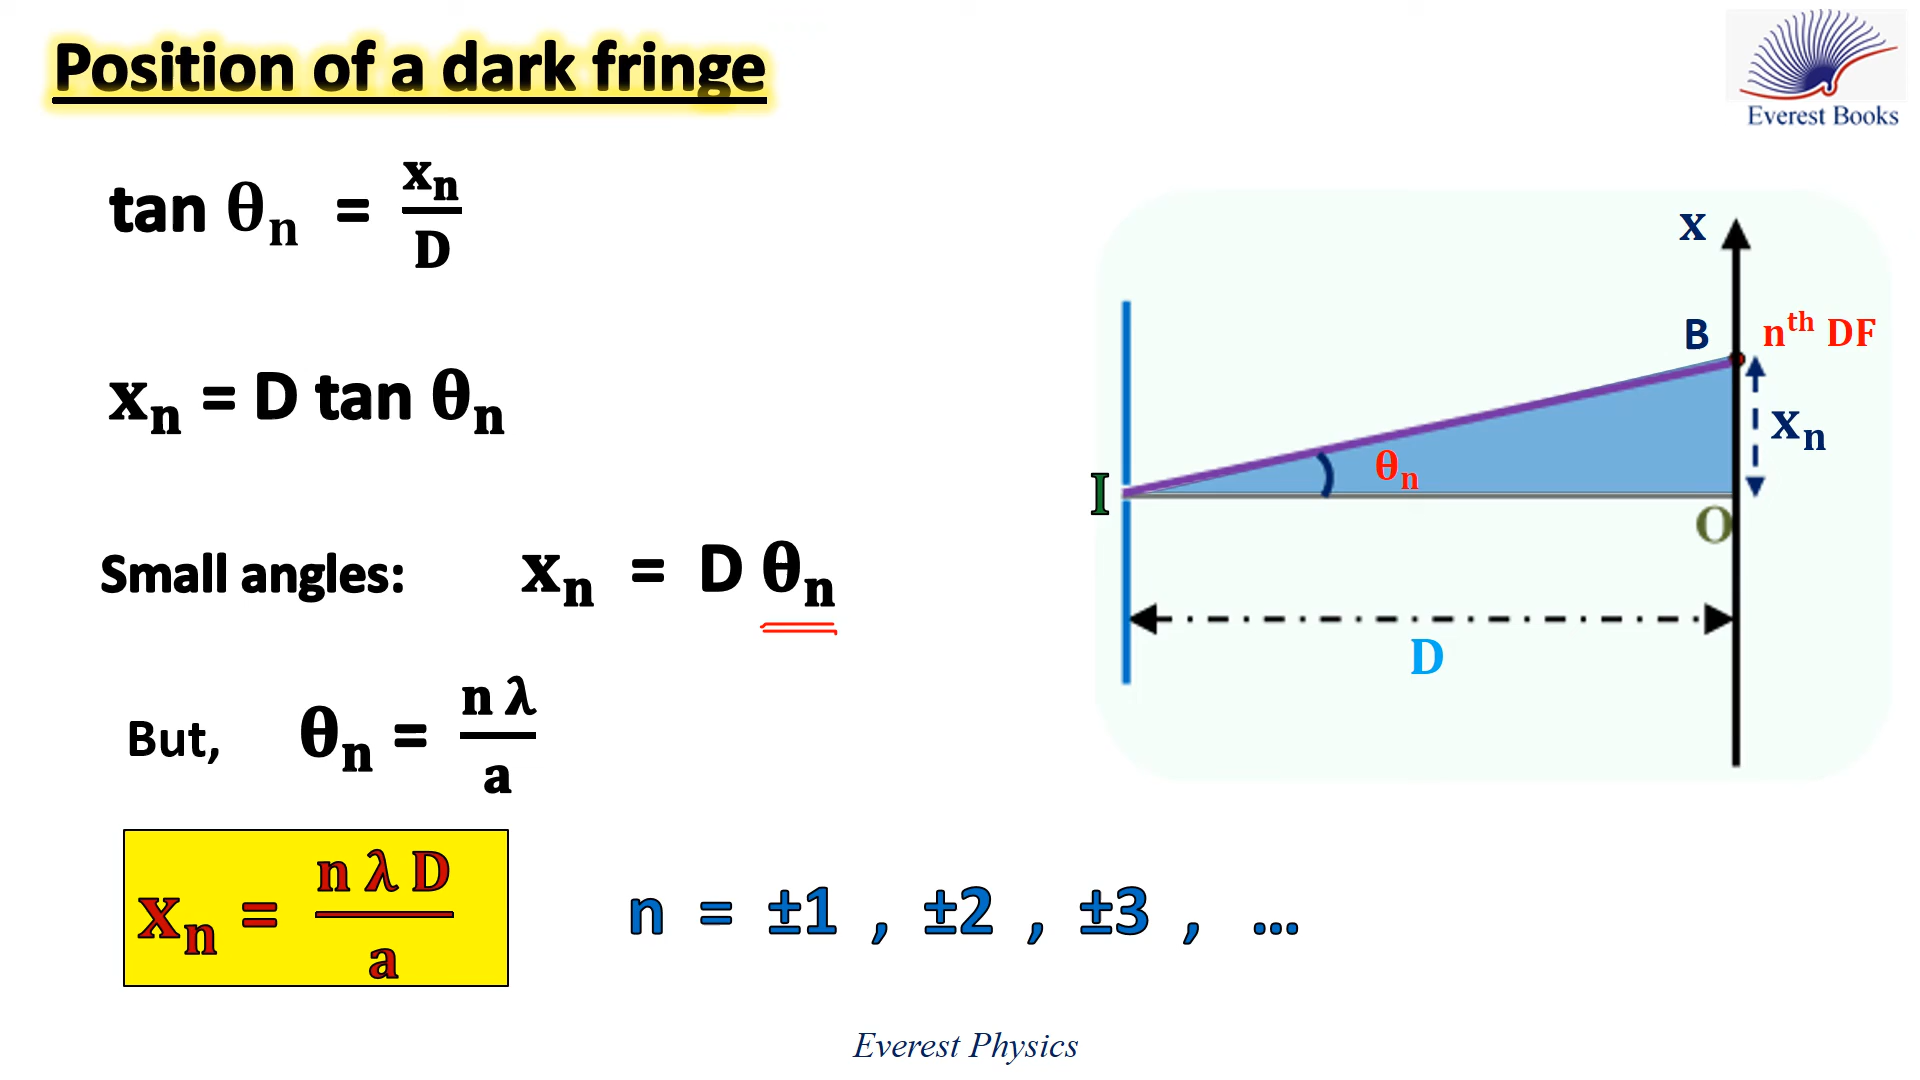 Position of a dark fringe
Everest Books
tan θₙ = xₙ/D
xₙ = D tan θₙ
Small angles: xₙ = D θₙ
But, θₙ = n λ/a
xₙ = n λ D/a
n = ±1 , ±2 , ±3 , ...
x
B
nᵗʰ DF
xₙ
θₙ
I
O
D
Everest Physics